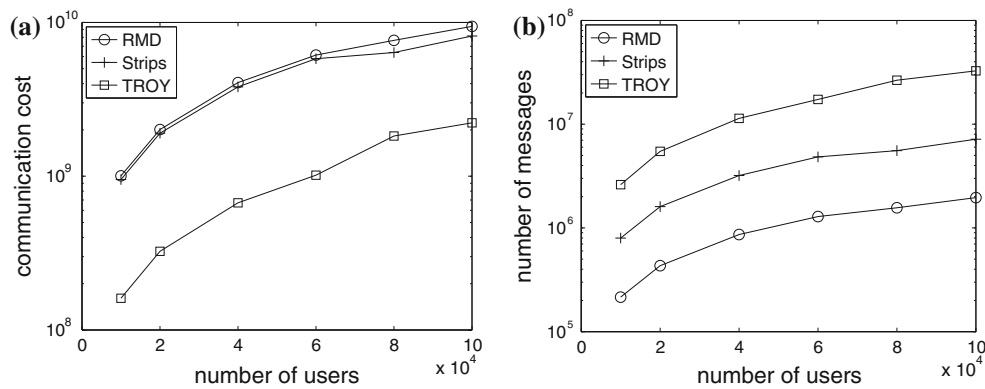 (a)
10^10
10^9
10^8
communication cost
RMD
Strips
TROY
0 2 4 6 8 10
× 10^4
number of users
(b)
10^8
10^7
10^6
10^5
number of messages
RMD
Strips
TROY
0 2 4 6 8 10
× 10^4
number of users